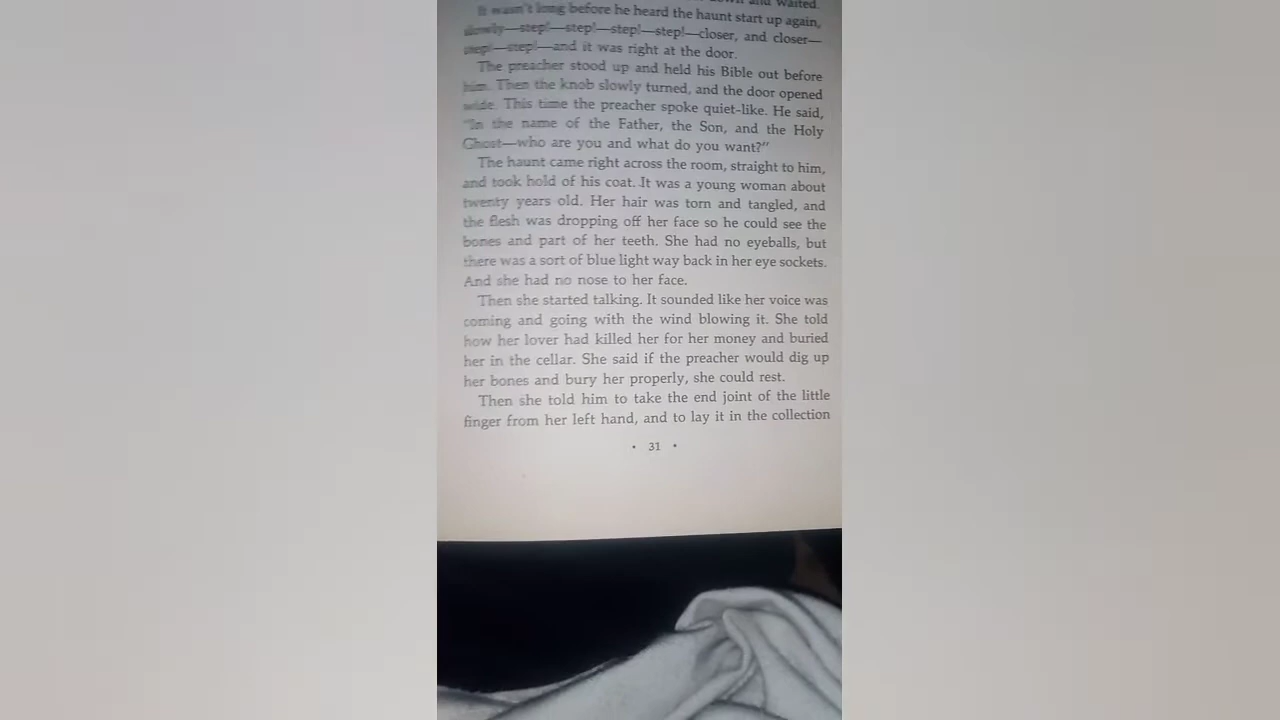 down and waited.
It wasn't long before he heard the haunt start up again,
slowly—step!—step!—step!—step!—closer, and closer—
step!—step!—and it was right at the door.
The preacher stood up and held his Bible out before
him. Then the knob slowly turned, and the door opened
wide. This time the preacher spoke quiet-like. He said,
"In the name of the Father, the Son, and the Holy
Ghost—who are you and what do you want?"
The haunt came right across the room, straight to him,
and took hold of his coat. It was a young woman about
twenty years old. Her hair was torn and tangled, and
the flesh was dropping off her face so he could see the
bones and part of her teeth. She had no eyeballs, but
there was a sort of blue light way back in her eye sockets.
And she had no nose to her face.
Then she started talking. It sounded like her voice was
coming and going with the wind blowing it. She told
how her lover had killed her for her money and buried
her in the cellar. She said if the preacher would dig up
her bones and bury her properly, she could rest.
Then she told him to take the end joint of the little
finger from her left hand, and to lay it in the collection
• 31 •